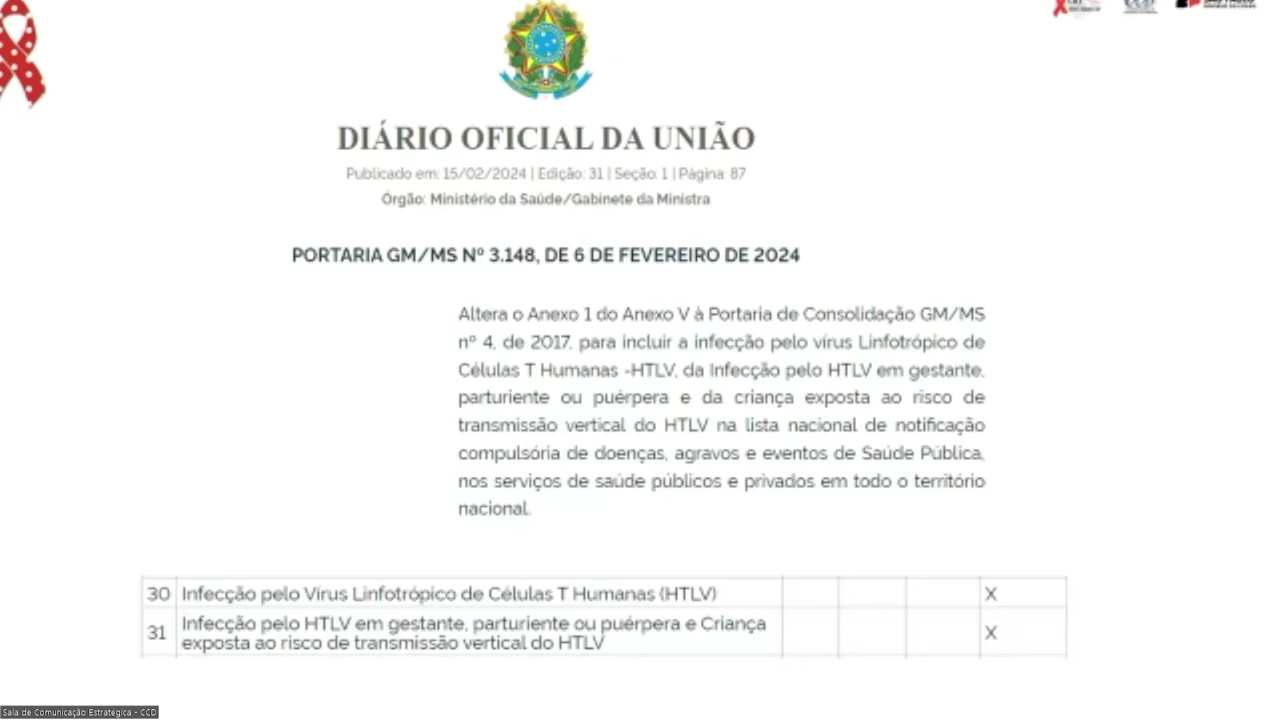 DIÁRIO OFICIAL DA UNIÃO
Publicado em: 15/02/2024 | Edição: 31 | Seção: 1 | Página: 87
Órgão: Ministério da Saúde/Gabinete da Ministra
PORTARIA GM/MS Nº 3.148, DE 6 DE FEVEREIRO DE 2024
Altera o Anexo 1 do Anexo V à Portaria de Consolidação GM/MS
nº 4, de 2017, para incluir a infecção pelo vírus Linfotrópico de
Células T Humanas -HTLV, da Infecção pelo HTLV em gestante,
parturiente ou puérpera e da criança exposta ao risco de
transmissão vertical do HTLV na lista nacional de notificação
compulsória de doenças, agravos e eventos de Saúde Pública,
nos serviços de saúde públicos e privados em todo o território
nacional.
30 Infecção pelo Vírus Linfotrópico de Células T Humanas (HTLV) X
31 Infecção pelo HTLV em gestante, parturiente ou puérpera e Criança
exposta ao risco de transmissão vertical do HTLV X
Sala de Comunicação Estratégica - CCD